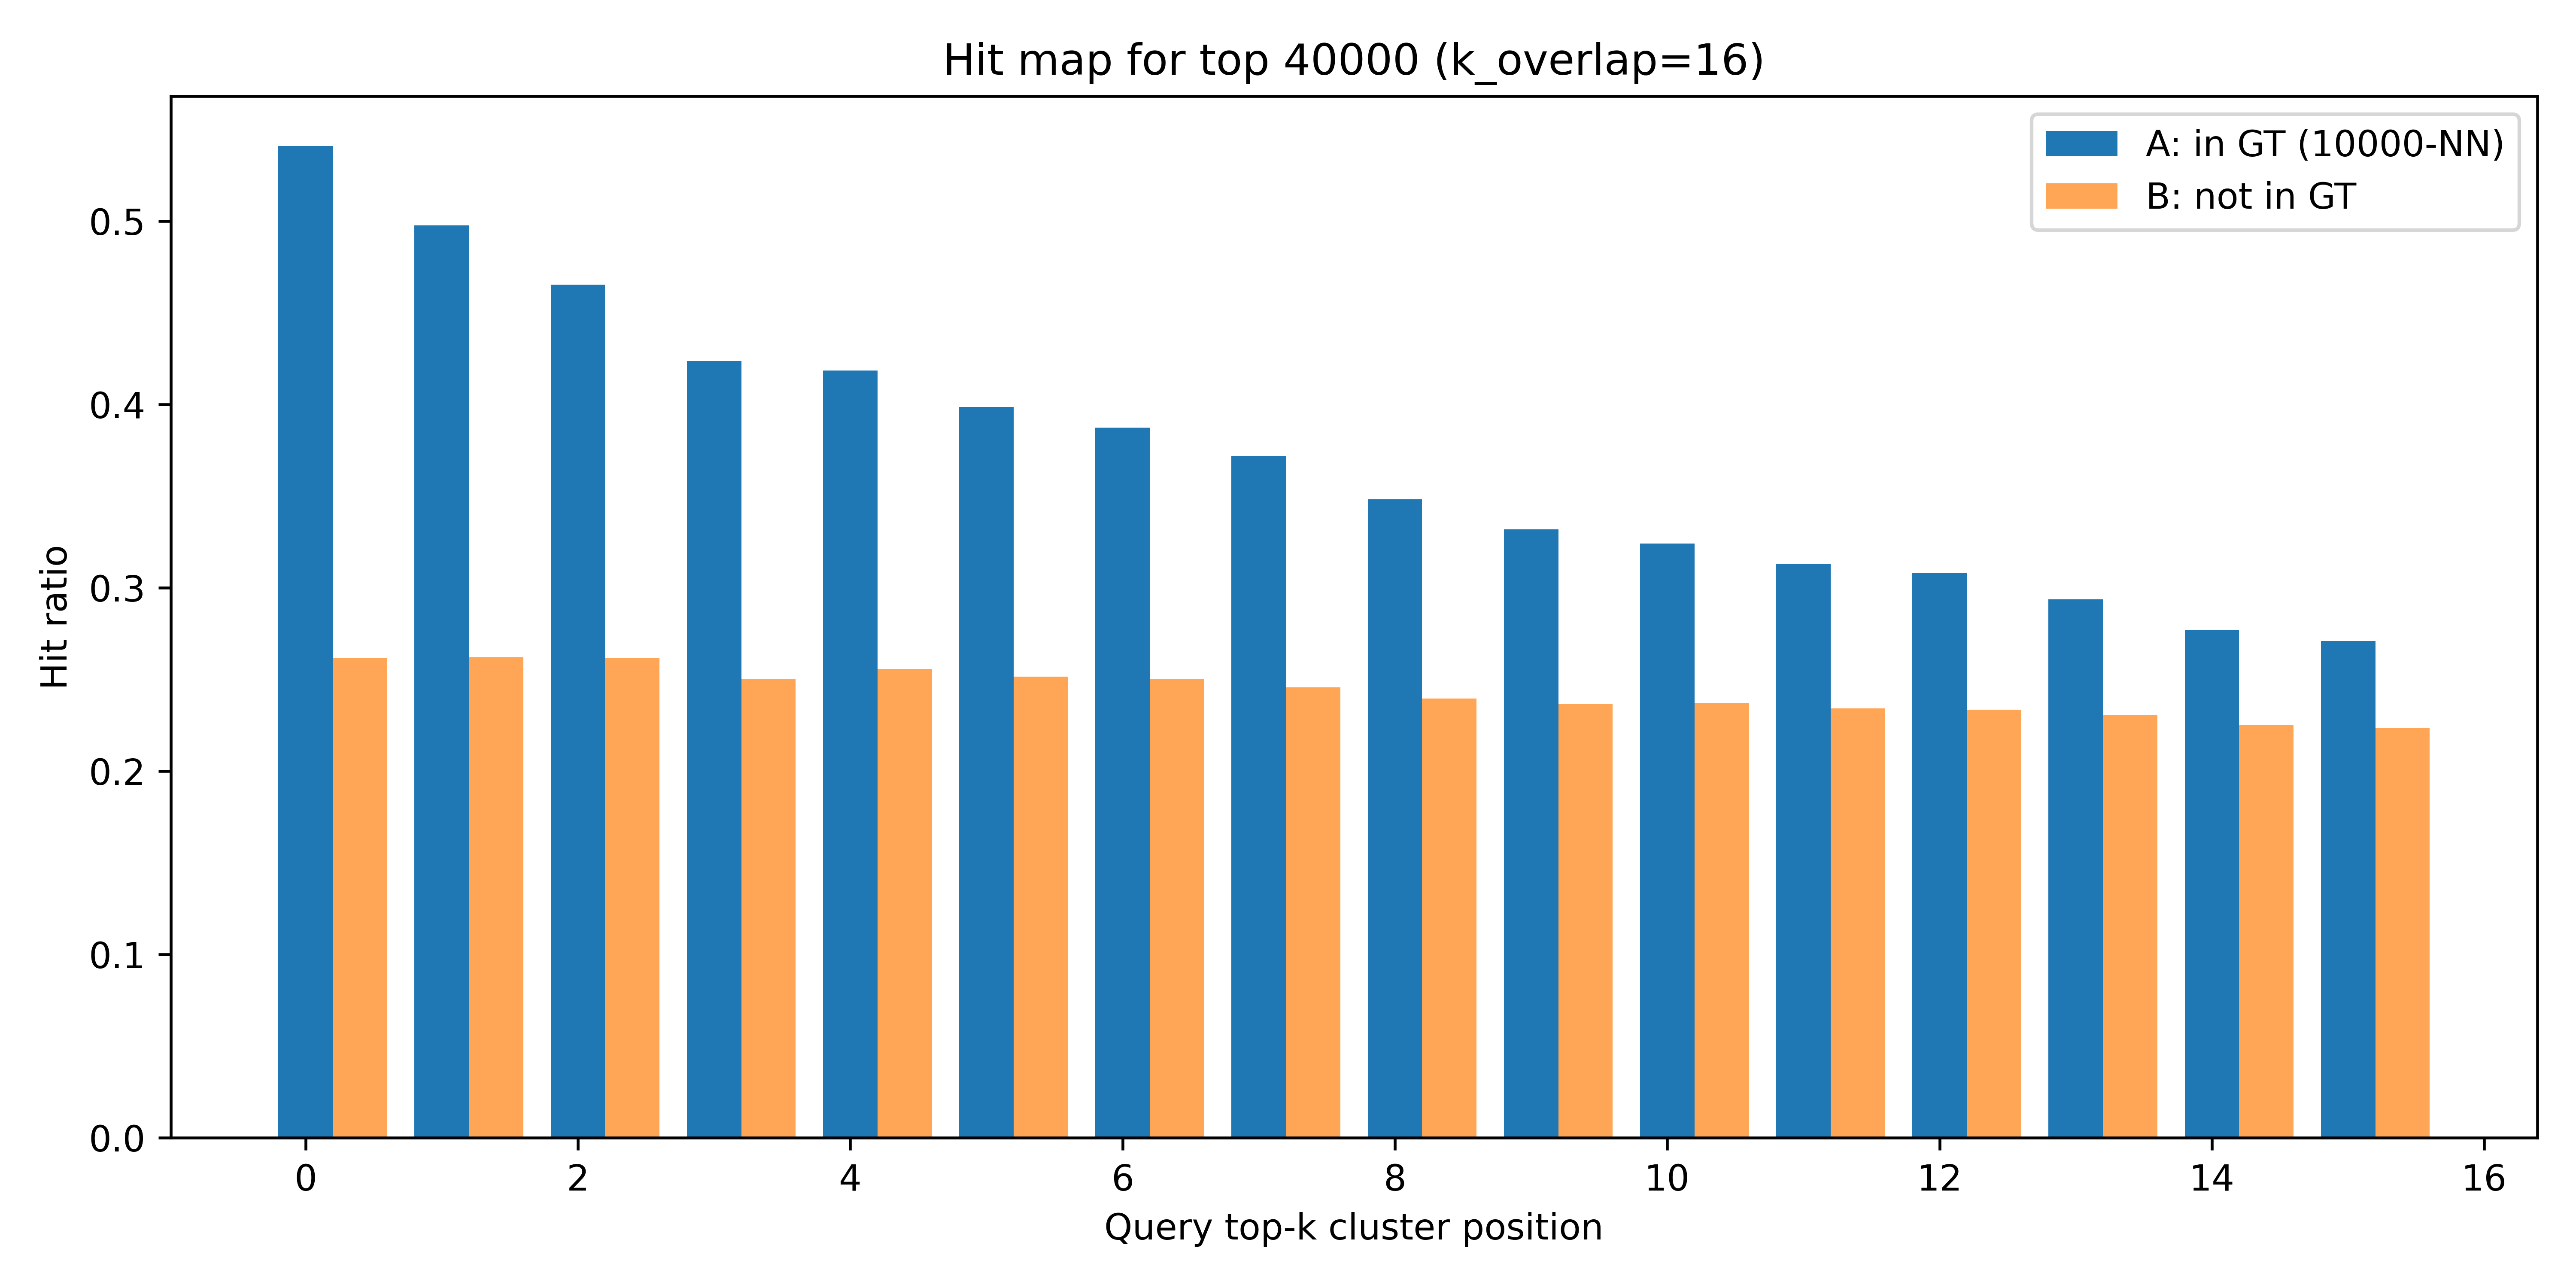 Hit map for top 40000 (k_overlap=16)
A: in GT (10000-NN)
B: not in GT
Hit ratio
0.5
0.4
0.3
0.2
0.1
0.0
0 2 4 6 8 10 12 14 16
Query top-k cluster position